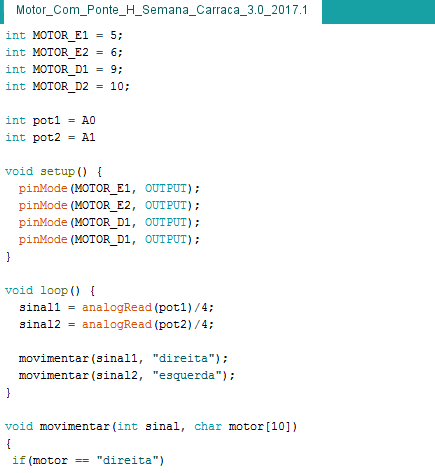 Motor_Com_Ponte_H_Semana_Carraca_3.0_2017.1
int MOTOR_E1 = 5;
int MOTOR_E2 = 6;
int MOTOR_D1 = 9;
int MOTOR_D2 = 10;
int pot1 = A0
int pot2 = A1
void setup() {
  pinMode(MOTOR_E1, OUTPUT);
  pinMode(MOTOR_E2, OUTPUT);
  pinMode(MOTOR_D1, OUTPUT);
  pinMode(MOTOR_D1, OUTPUT);
}
void loop() {
  sinal1 = analogRead(pot1)/4;
  sinal2 = analogRead(pot2)/4;
  movimentar(sinal1, "direita");
  movimentar(sinal2, "esquerda");
}
void movimentar(int sinal, char motor[10])
{
 if(motor == "direita")